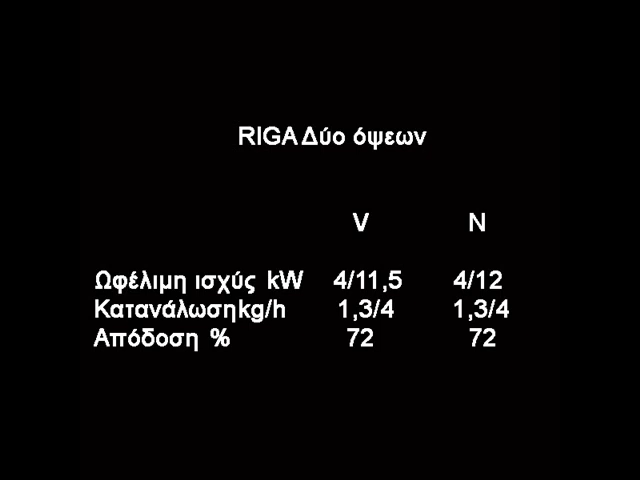 RIGA Δύο όψεων
V N
Ωφέλιμη ισχύς kW 4/11,5 4/12
Κατανάλωσηkg/h 1,3/4 1,3/4
Απόδοση % 72 72